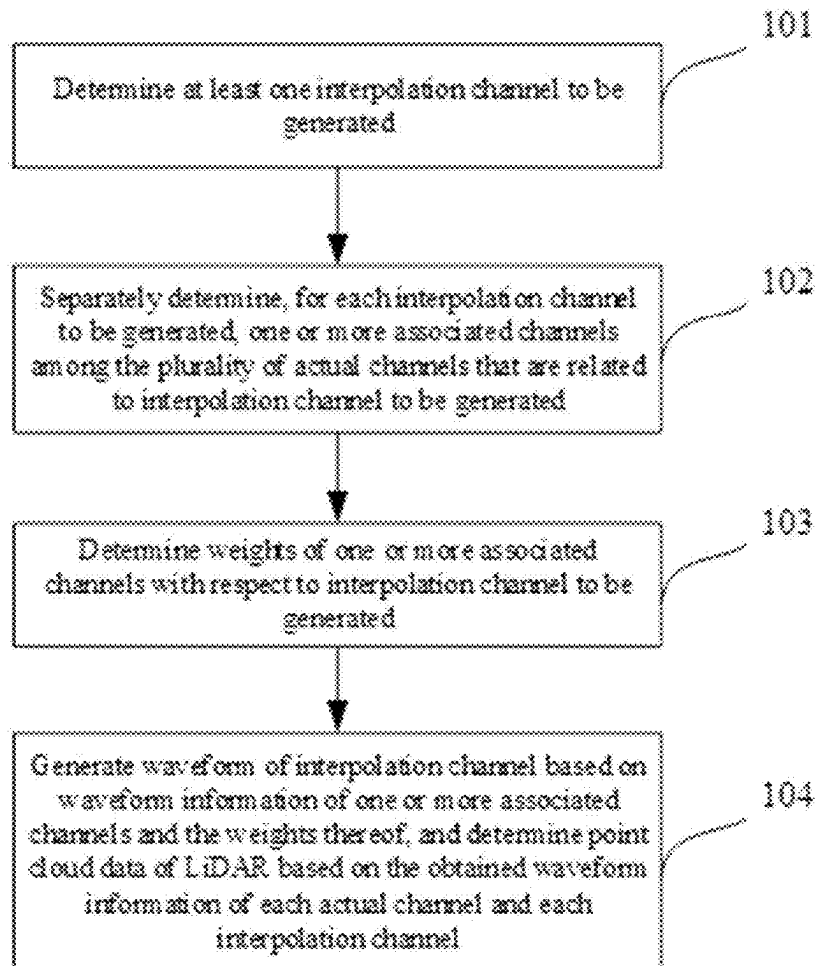 101
Determine at least one interpolation channel to be
generated
102
Separately determine, for each interpolation channel
to be generated, one or more associated channels
among the plurality of actual channels that are related
to interpolation channel to be generated
103
Determine weights of one or more associated
channels with respect to interpolation channel to be
generated
104
Generate waveform of interpolation channel based on
waveform information of one or more associated
channels and the weights thereof, and determine point
cloud data of LiDAR based on the obtained waveform
information of each actual channel and each
interpolation channel